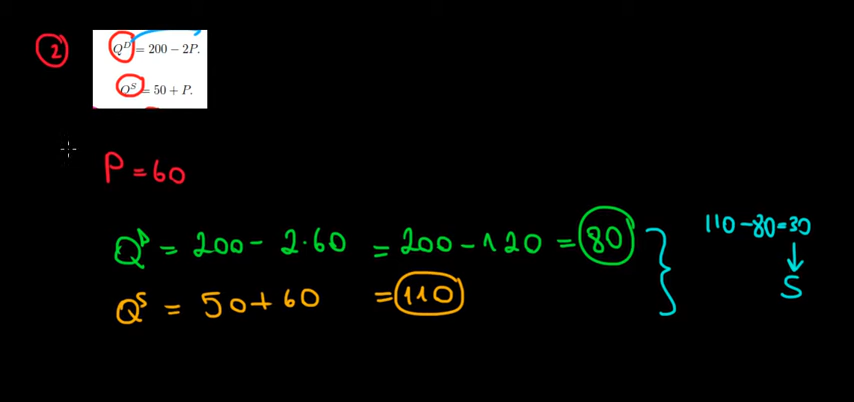 2
Q^D = 200 − 2P.
Q^S = 50 + P.
P = 60
Q^D = 200 - 2·60 = 200 - 120 = 80
110 - 80 = 30
Q^S = 50 + 60 = 110
↓
S